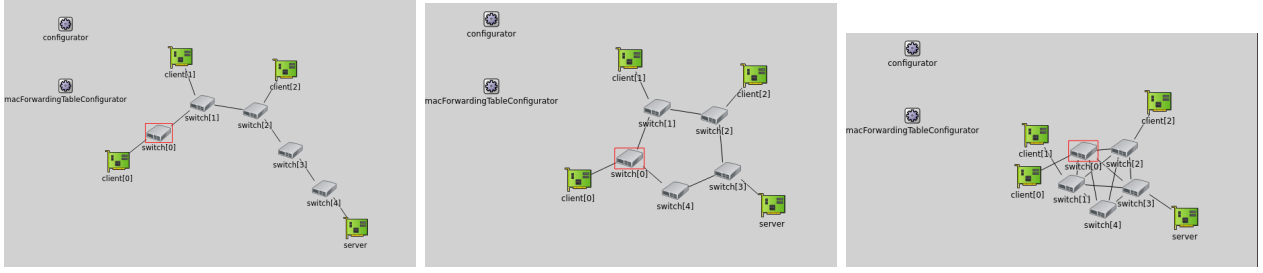 configurator
client[1]
client[2]
macForwardingTableConfigurator
switch[1]
switch[2]
switch[0]
switch[3]
client[0]
switch[4]
server
configurator
client[1]
client[2]
macForwardingTableConfigurator
switch[1]
switch[2]
switch[0]
switch[3]
client[0]
switch[4]
server
configurator
client[2]
macForwardingTableConfigurator
client[1]
switch[0]
switch[2]
client[0]
switch[1]
switch[3]
switch[4]
server